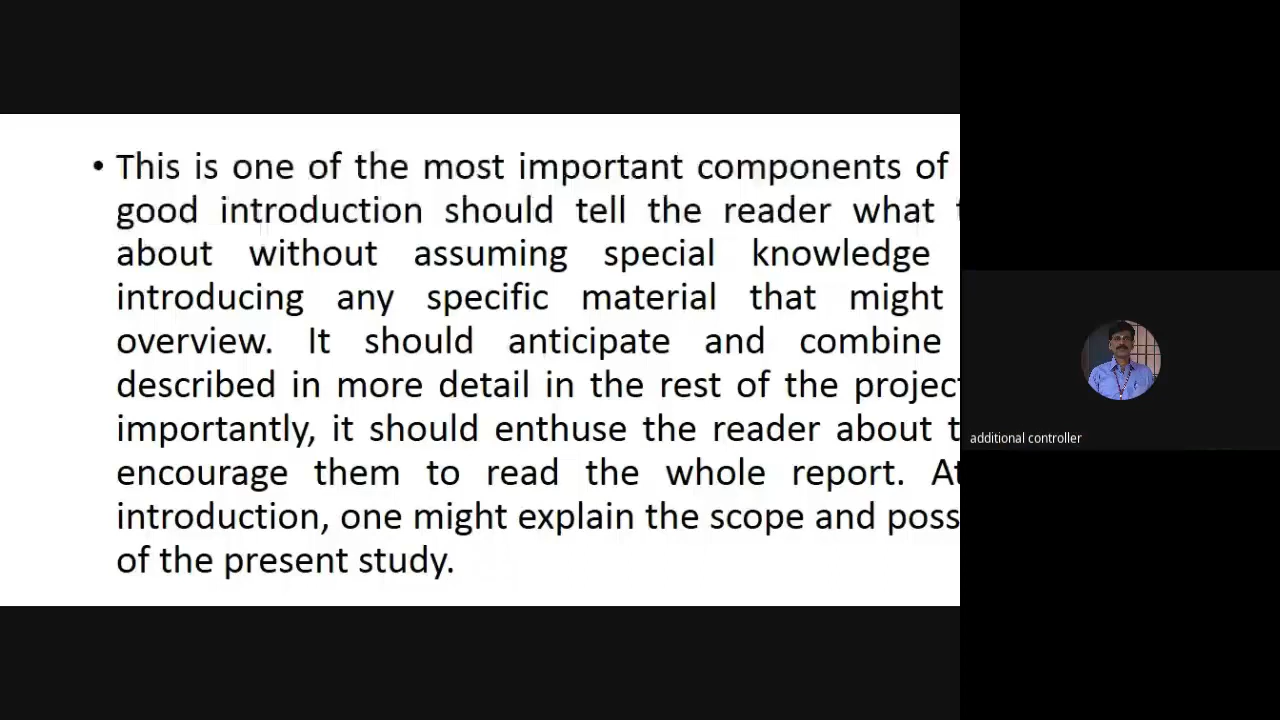 • This is one of the most important components of
good introduction should tell the reader what
about without assuming special knowledge
introducing any specific material that might
overview. It should anticipate and combine
described in more detail in the rest of the project
importantly, it should enthuse the reader about
encourage them to read the whole report.
introduction, one might explain the scope and
of the present study.
additional controller